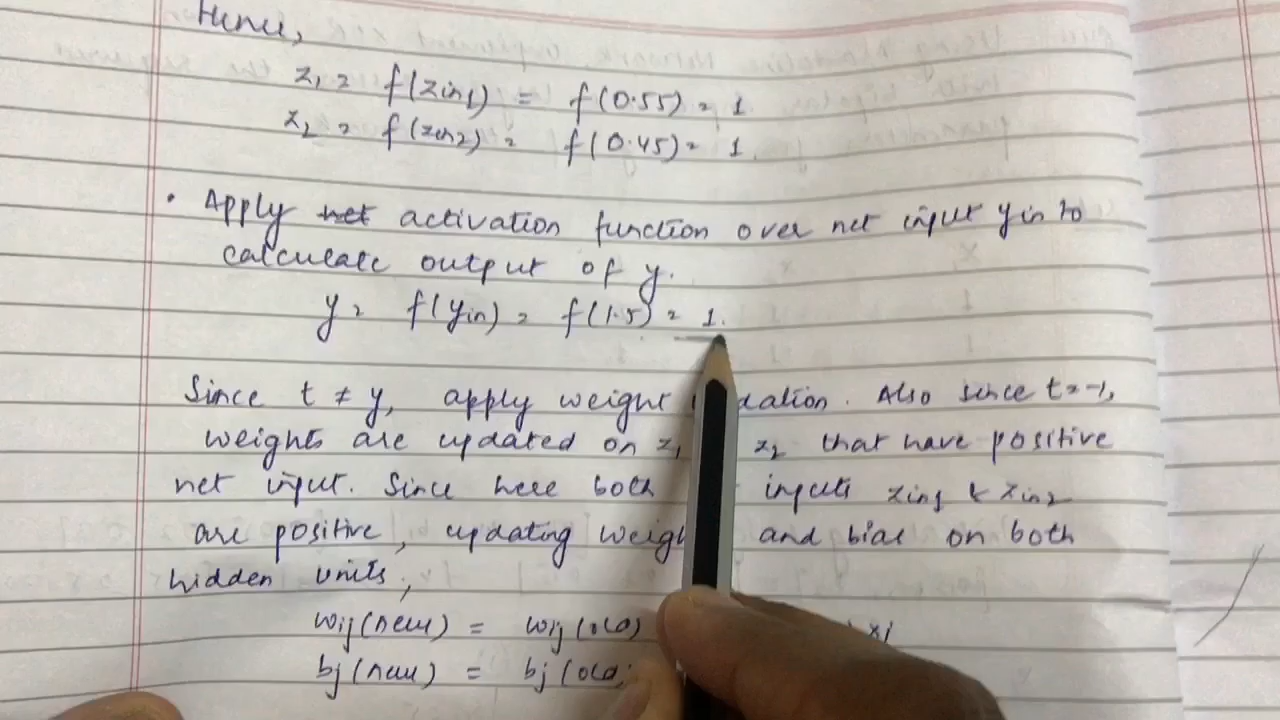 Hence,
z₁ = f(zin1) = f(0.55) = 1
z₂ = f(zin2) = f(0.45) = 1.
• Apply net activation function over net input yin to
calculate output of y.
y = f(yin) = f(1.5) = 1.
Since t ≠ y, apply weight dation. Also since t=-1,
weights are updated on z₁ z₂ that have positive
net input. Since here both inputs zin1 & zin2
are positive, updating weigh and bias on both
hidden units,
wij(new) = wij(old) xi
bj(new) = bj(old